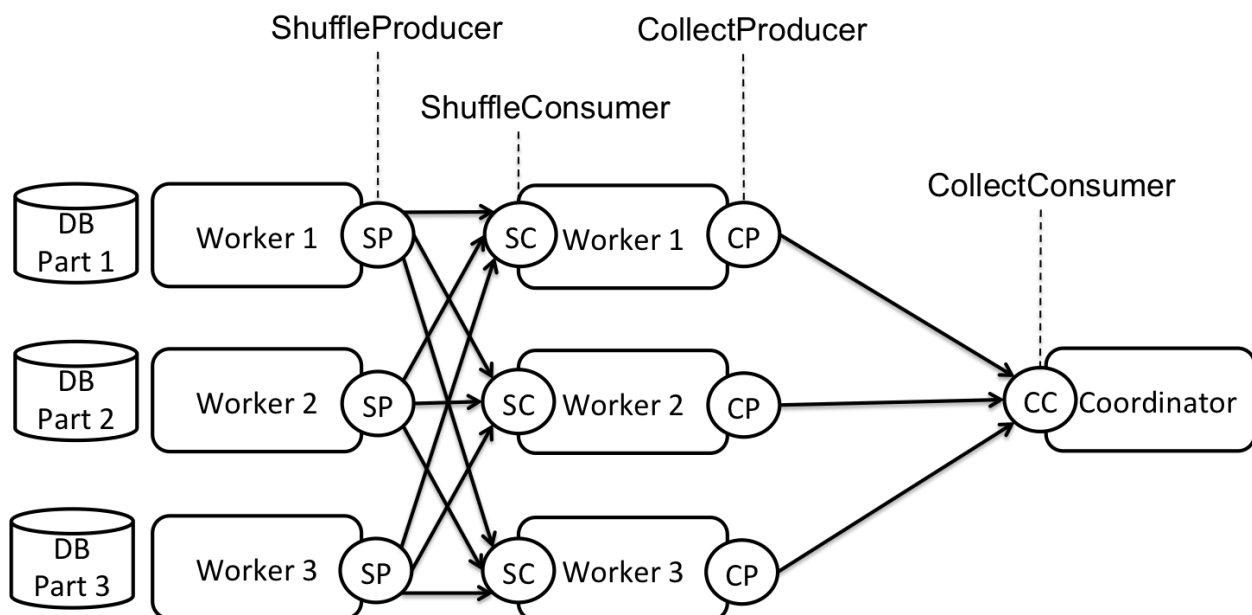 ShuffleProducer
CollectProducer
ShuffleConsumer
CollectConsumer
DB
Part 1
Worker 1
SP
SC
Worker 1
CP
DB
Part 2
Worker 2
SP
SC
Worker 2
CP
CC
Coordinator
DB
Part 3
Worker 3
SP
SC
Worker 3
CP